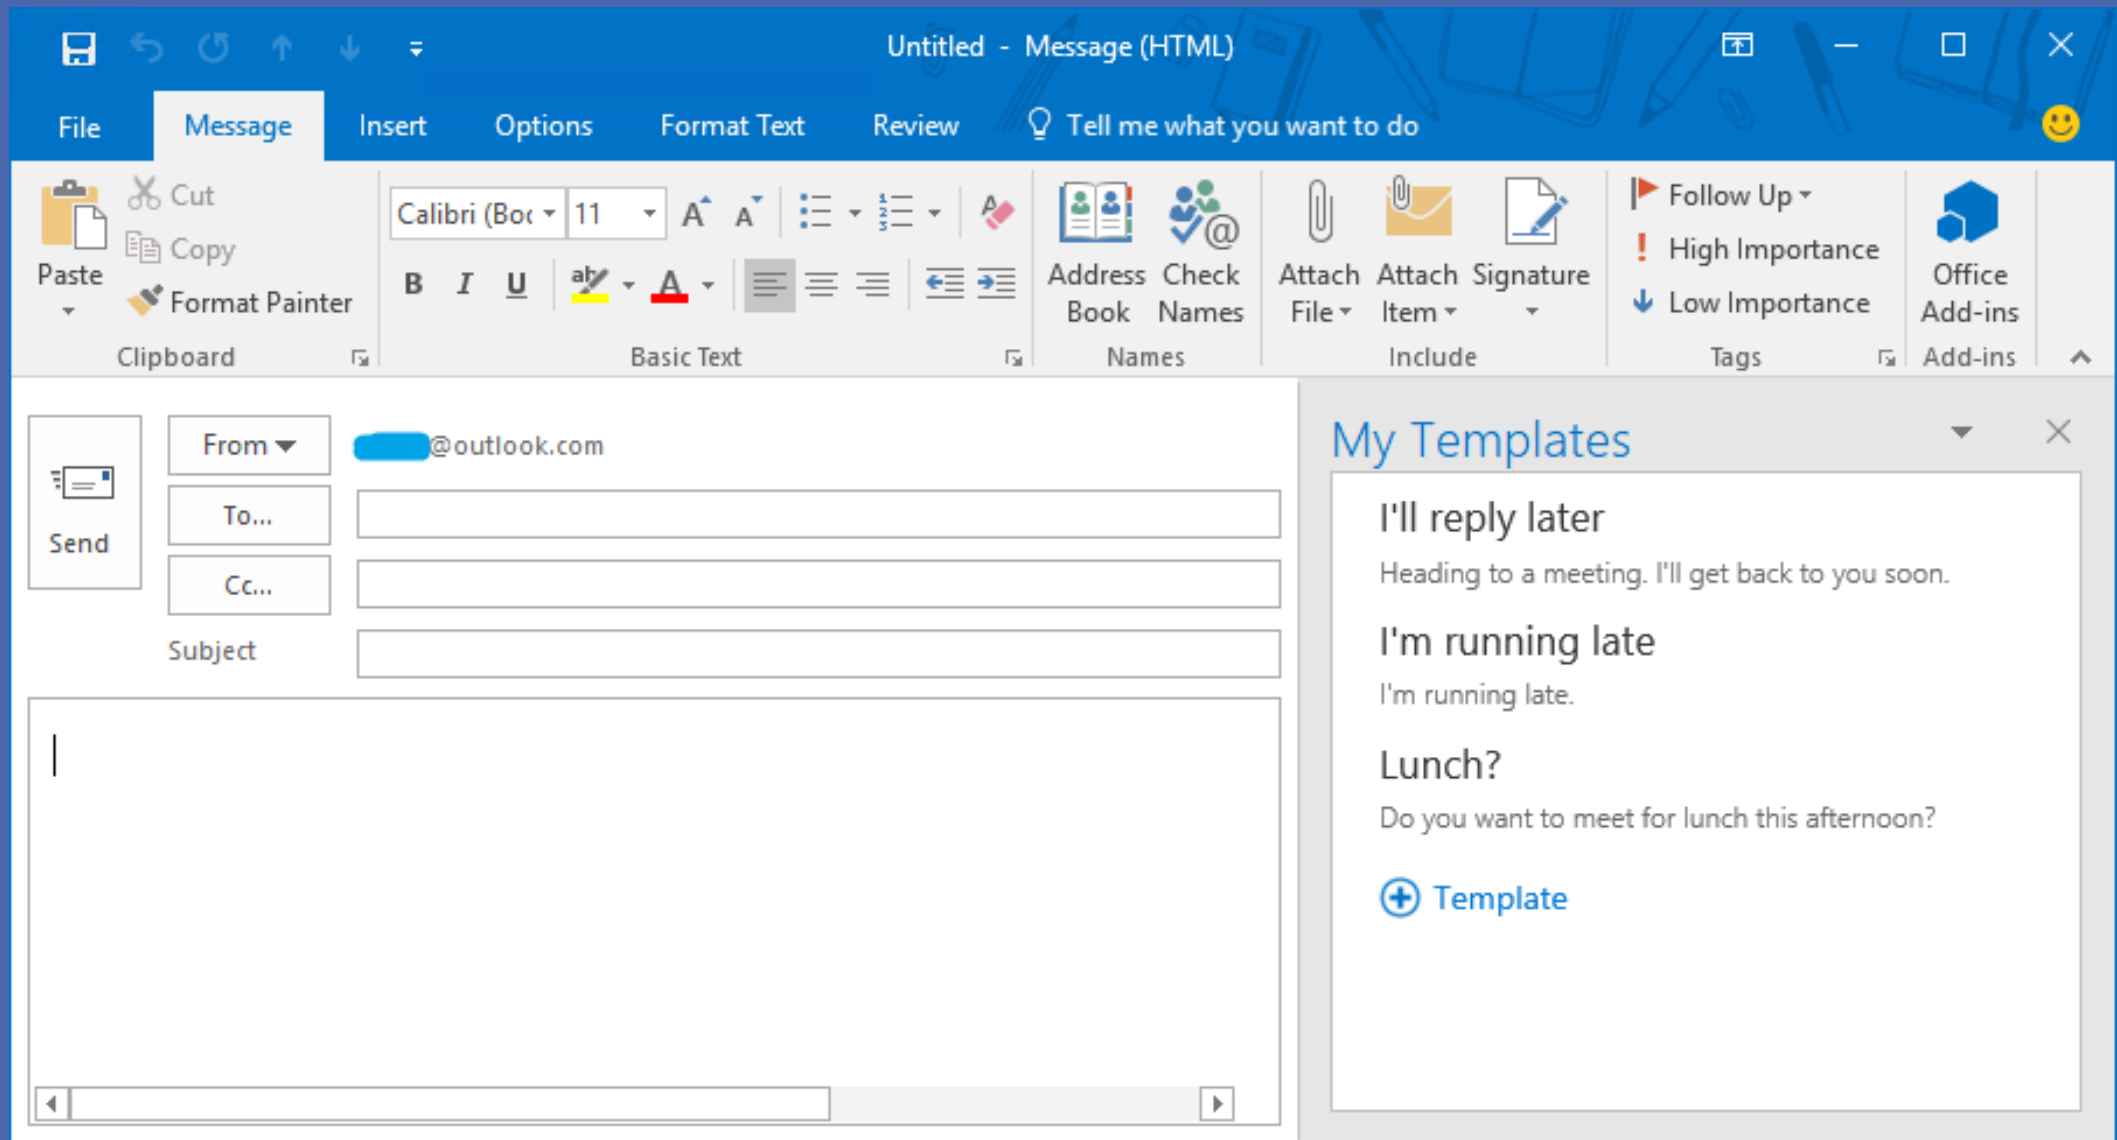 Untitled - Message (HTML)
File Message Insert Options Format Text Review Tell me what you want to do
Paste
Cut
Copy
Format Painter
Clipboard
Calibri (Boc 11
A A
B I U aby A
Basic Text
Address Book
Check Names
Names
Attach File
Attach Item
Signature
Include
Follow Up
High Importance
Low Importance
Tags
Office Add-ins
Add-ins
Send
From @outlook.com
To...
Cc...
Subject
My Templates
I'll reply later
Heading to a meeting. I'll get back to you soon.
I'm running late
I'm running late.
Lunch?
Do you want to meet for lunch this afternoon?
Template